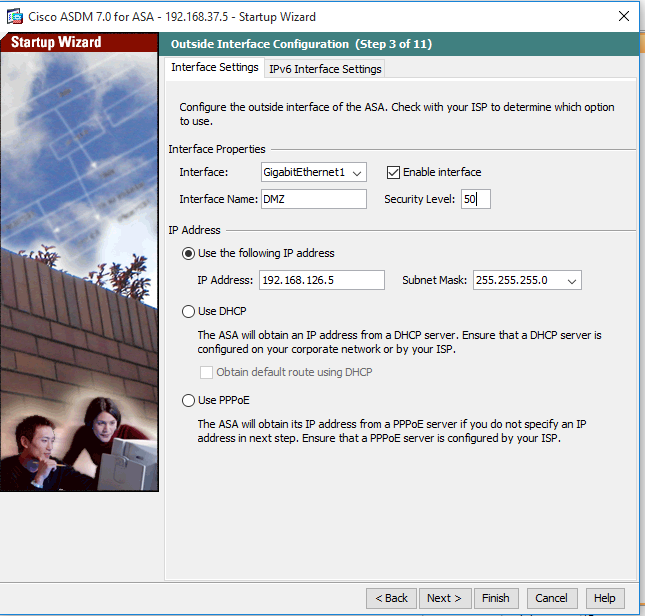 Cisco ASDM 7.0 for ASA - 192.168.37.5 - Startup Wizard
Startup Wizard
Outside Interface Configuration (Step 3 of 11)
Interface Settings IPv6 Interface Settings
Configure the outside interface of the ASA. Check with your ISP to determine which option
to use.
Interface Properties
Interface: GigabitEthernet1 Enable interface
Interface Name: DMZ Security Level: 50
IP Address
Use the following IP address
IP Address: 192.168.126.5 Subnet Mask: 255.255.255.0
Use DHCP
The ASA will obtain an IP address from a DHCP server. Ensure that a DHCP server is
configured on your corporate network or by your ISP.
Obtain default route using DHCP
Use PPPoE
The ASA will obtain its IP address from a PPPoE server if you do not specify an IP
address in next step. Ensure that a PPPoE server is configured by your ISP.
< Back Next > Finish Cancel Help